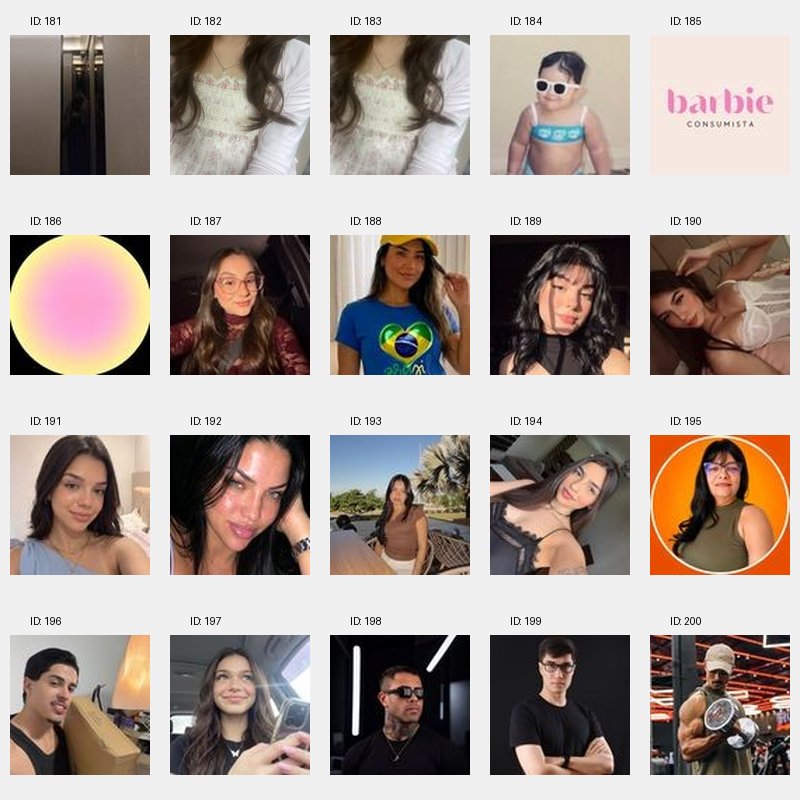 ID: 181
ID: 182
ID: 183
ID: 184
ID: 185
barbie
CONSUMISTA
ID: 186
ID: 187
ID: 188
ID: 189
ID: 190
ID: 191
ID: 192
ID: 193
ID: 194
ID: 195
ID: 196
ID: 197
ID: 198
ID: 199
ID: 200